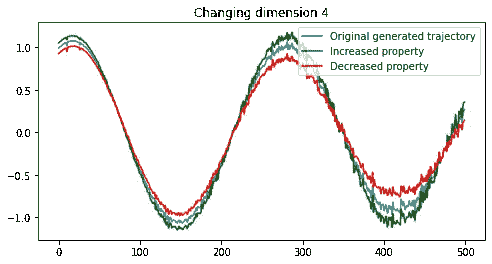 Changing dimension 4
Original generated trajectory
Increased property
Decreased property
1.0
0.5
0.0
−0.5
−1.0
0 100 200 300 400 500